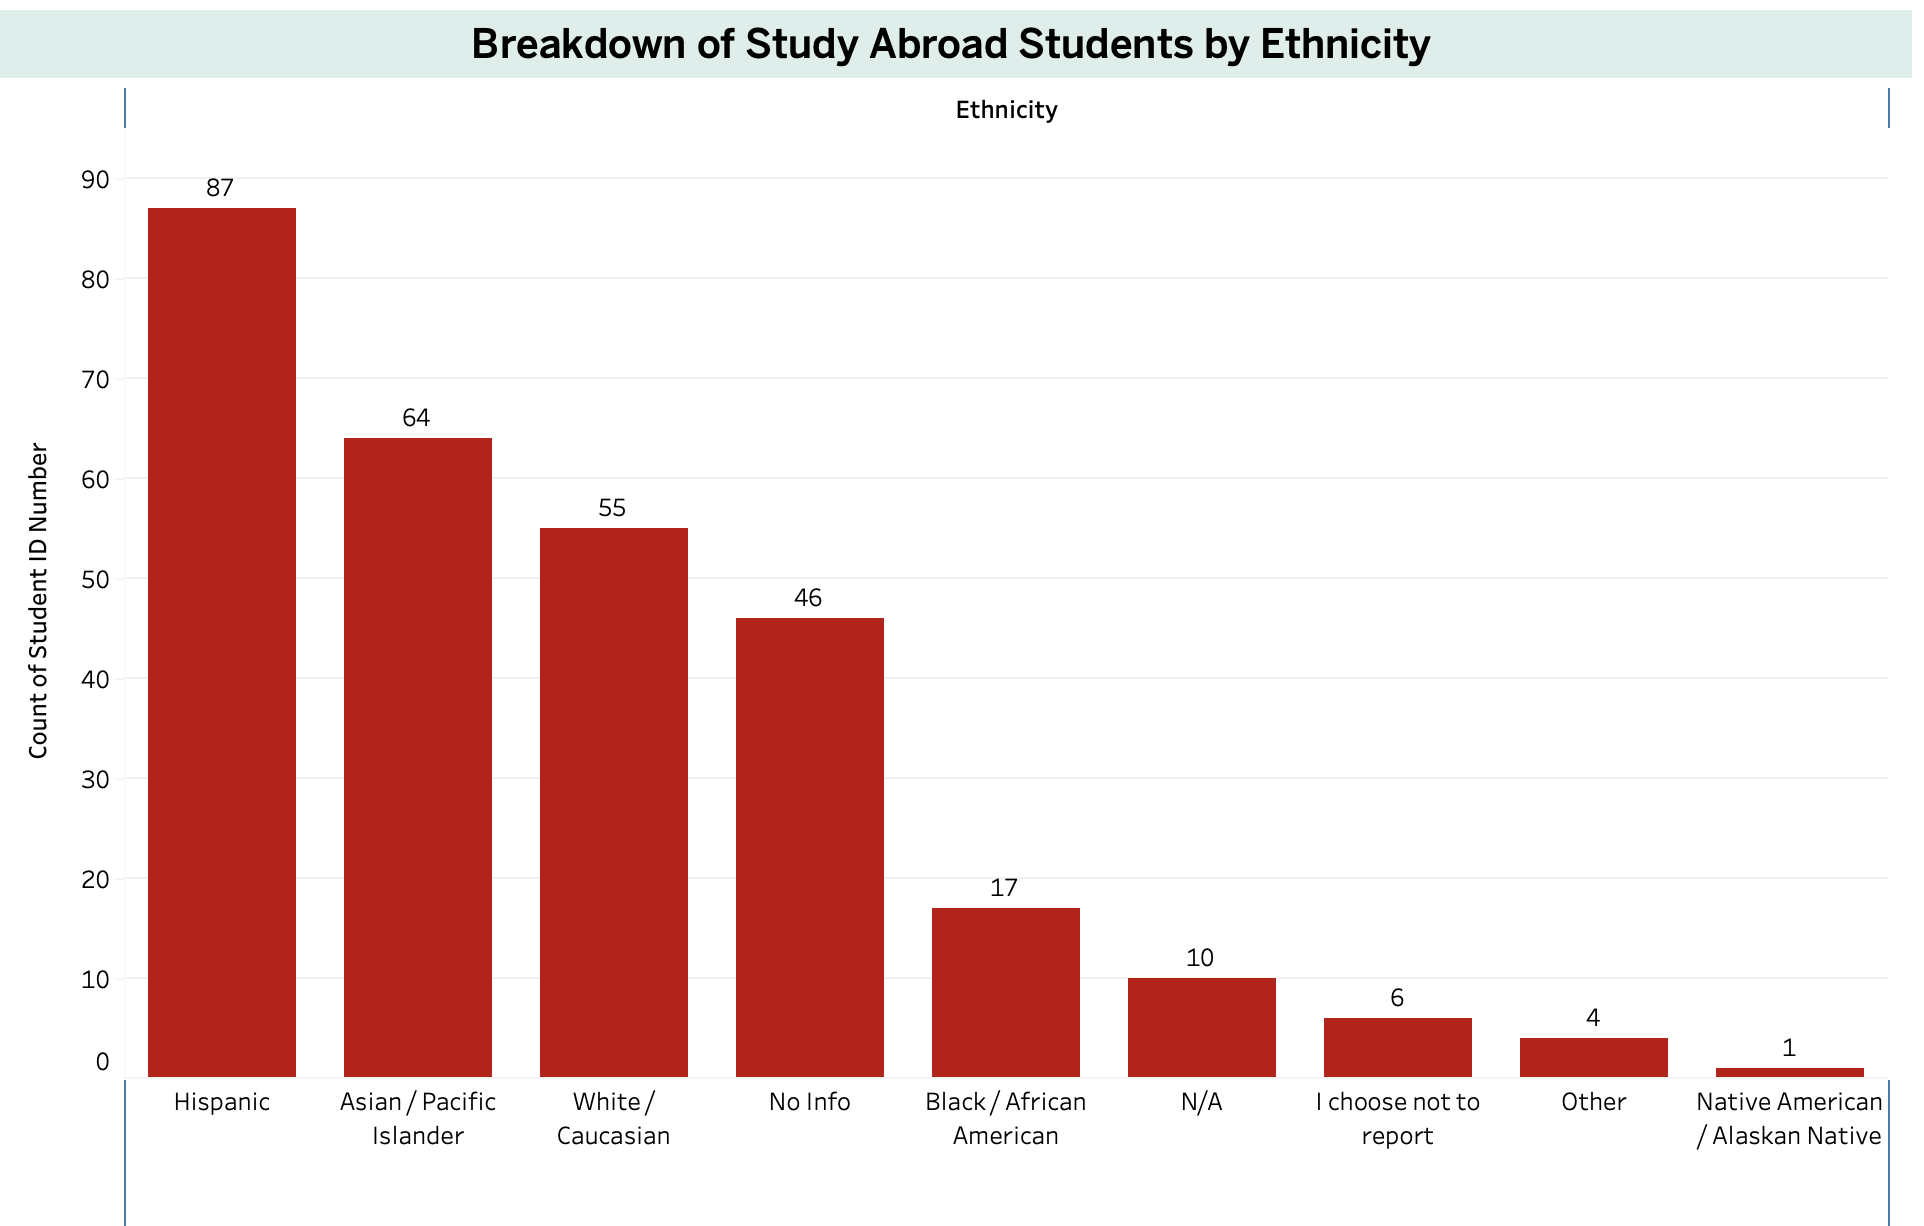 Breakdown of Study Abroad Students by Ethnicity
Ethnicity
Count of Student ID Number
90
80
70
60
50
40
30
20
10
0
87
64
55
46
17
10
6
4
1
Hispanic
Asian / Pacific
Islander
White /
Caucasian
No Info
Black / African
American
N/A
I choose not to
report
Other
Native American
/ Alaskan Native